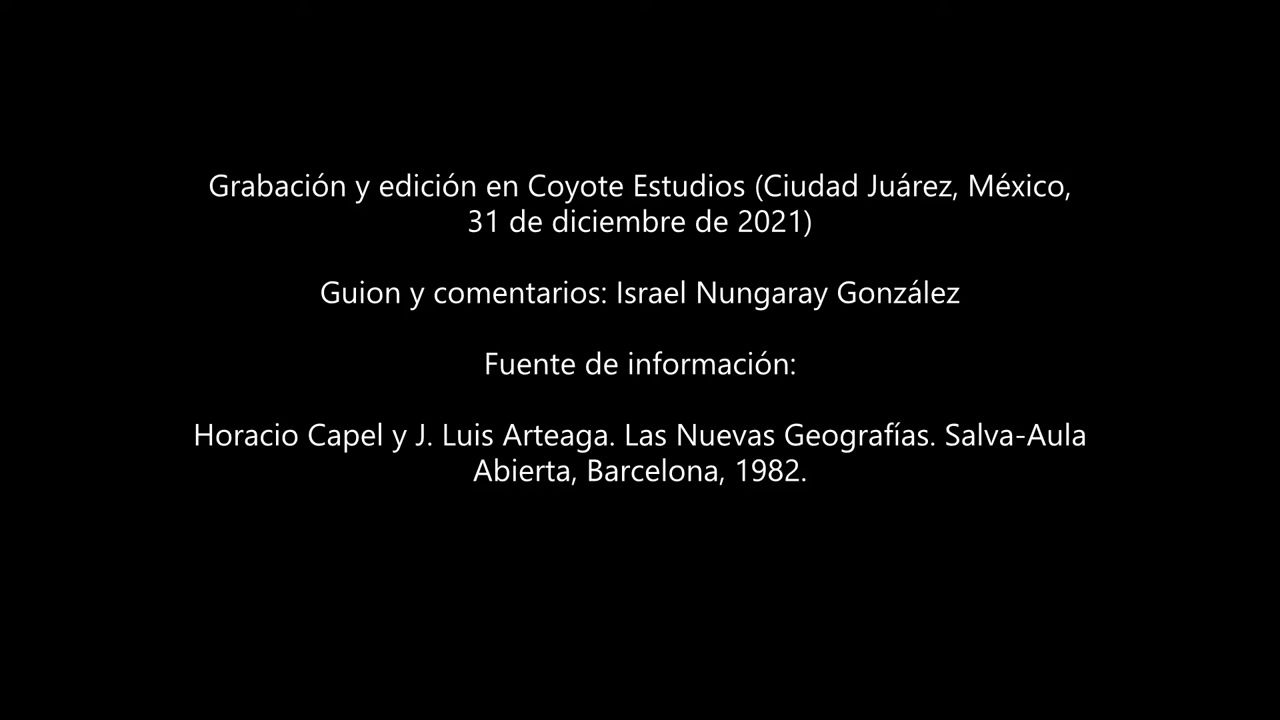 Grabación y edición en Coyote Estudios (Ciudad Juárez, México,
31 de diciembre de 2021)
Guion y comentarios: Israel Nungaray González
Fuente de información:
Horacio Capel y J. Luis Arteaga. Las Nuevas Geografías. Salva-Aula
Abierta, Barcelona, 1982.